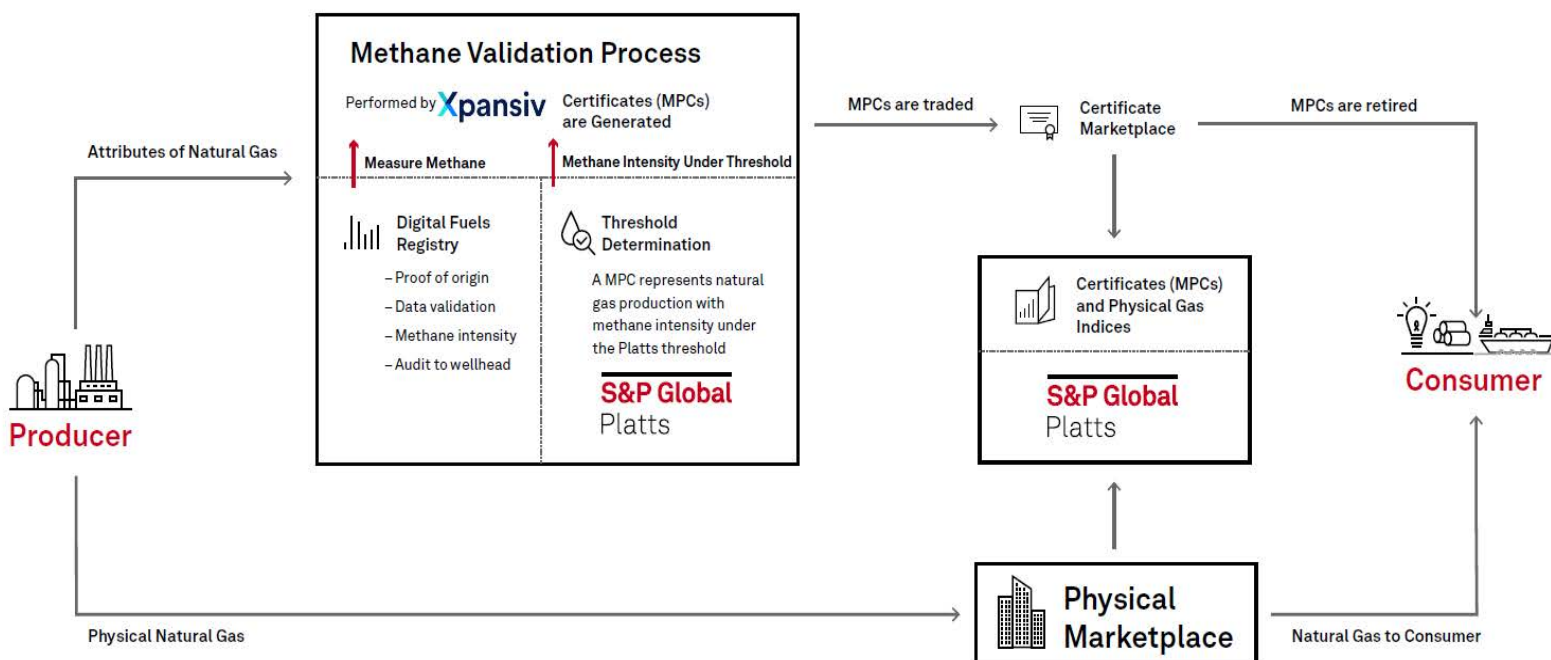 Methane Validation Process
Performed by Xpansiv
Certificates (MPCs)
are Generated
Measure Methane
Methane Intensity Under Threshold
Digital Fuels
Registry
– Proof of origin
– Data validation
– Methane intensity
– Audit to wellhead
Threshold
Determination
A MPC represents natural
gas production with
methane intensity under
the Platts threshold
S&P Global
Platts
Attributes of Natural Gas
Producer
Physical Natural Gas
MPCs are traded
Certificate
Marketplace
MPCs are retired
Certificates (MPCs)
and Physical Gas
Indices
S&P Global
Platts
Consumer
Physical
Marketplace
Natural Gas to Consumer